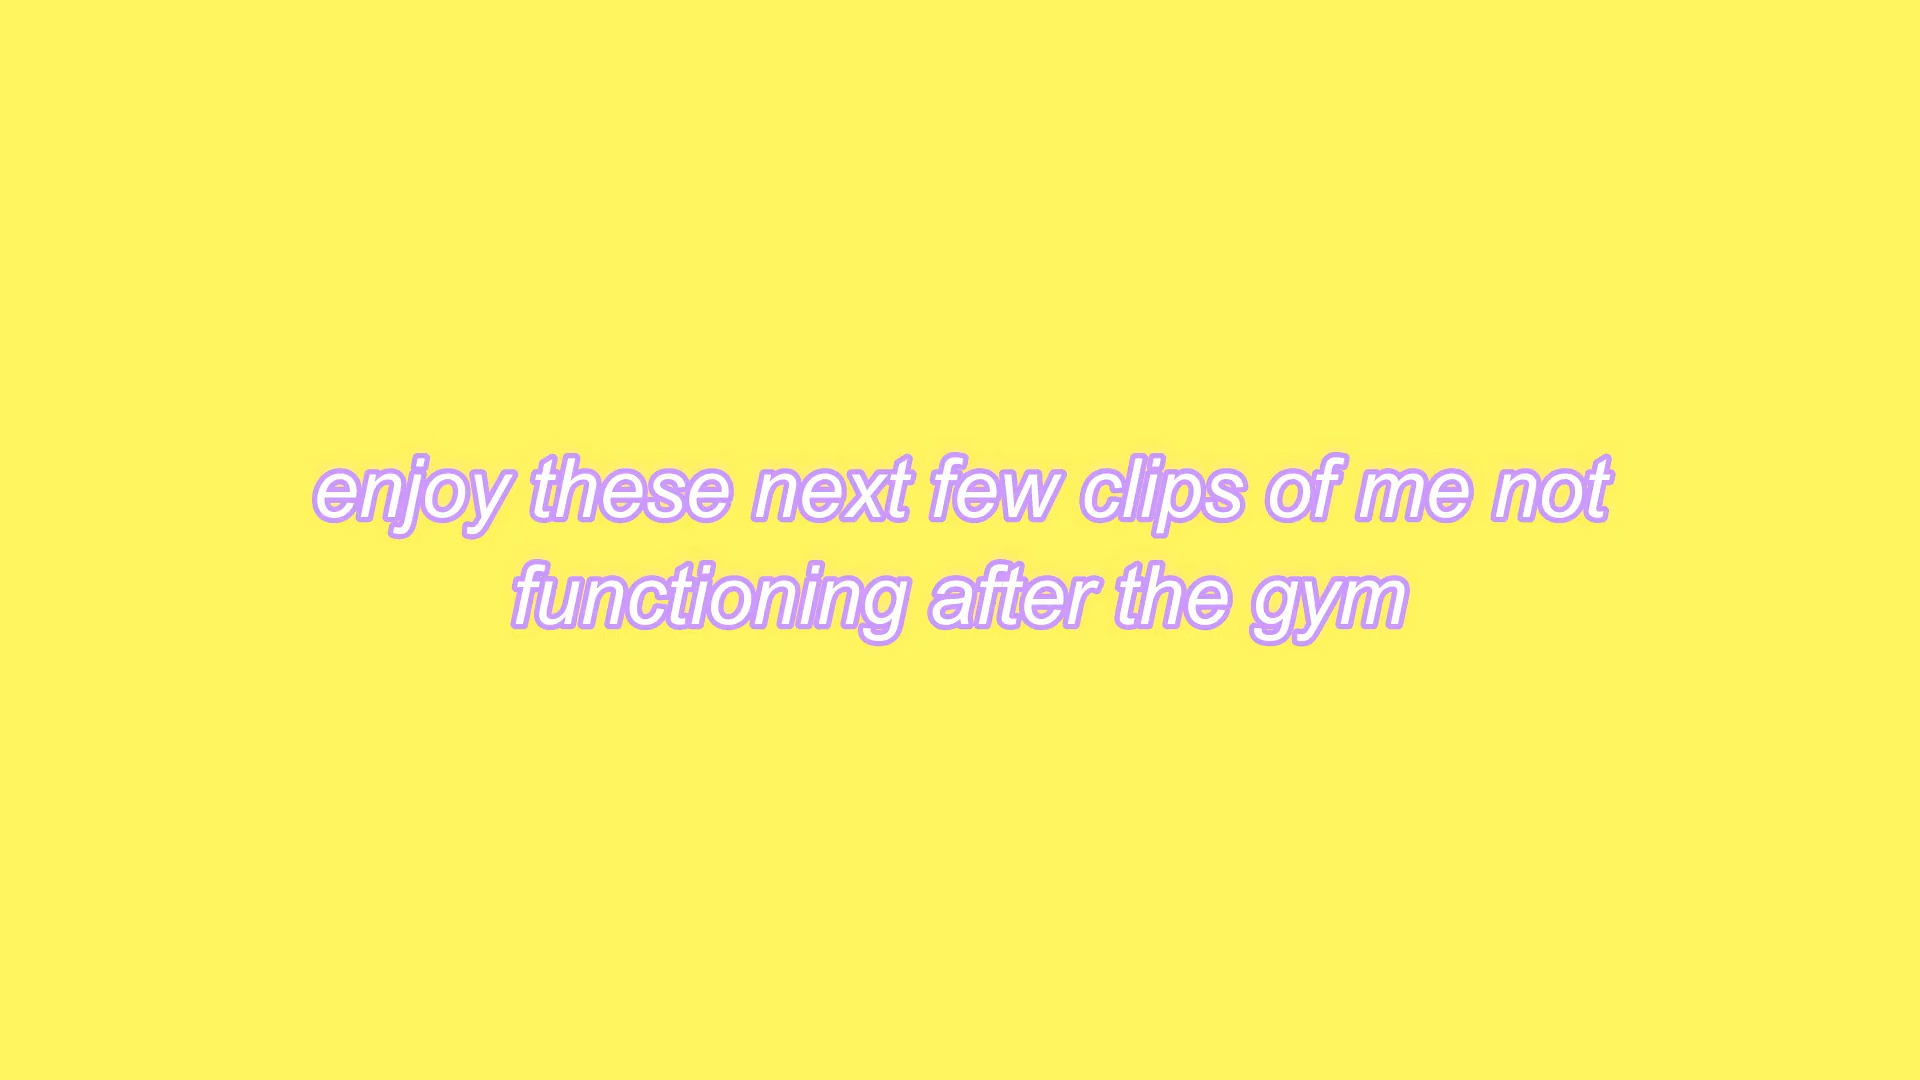 enjoy these next few clips of me not
functioning after the gym